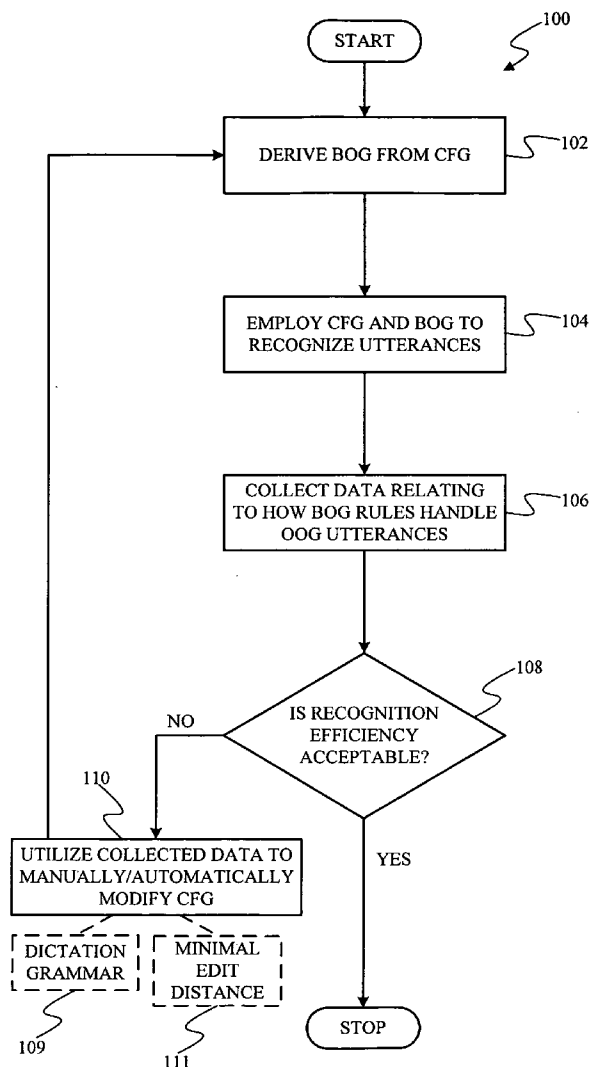 START
100
DERIVE BOG FROM CFG
102
EMPLOY CFG AND BOG TO
RECOGNIZE UTTERANCES
104
COLLECT DATA RELATING
TO HOW BOG RULES HANDLE
OOG UTTERANCES
106
108
IS RECOGNITION
EFFICIENCY
ACCEPTABLE?
NO
YES
110
UTILIZE COLLECTED DATA TO
MANUALLY/AUTOMATICALLY
MODIFY CFG
DICTATION
GRAMMAR
109
MINIMAL
EDIT
DISTANCE
111
STOP